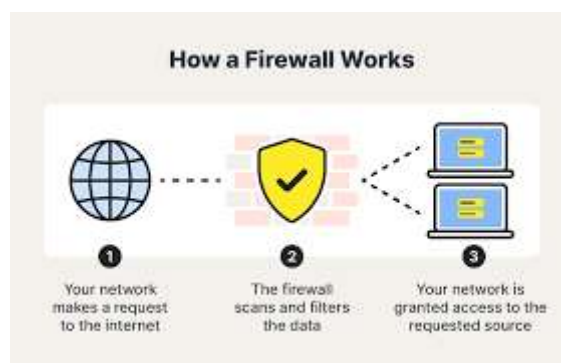 How a Firewall Works
1
Your network
makes a request
to the internet
2
The firewall
scans and filters
the data
3
Your network is
granted access to the
requested source